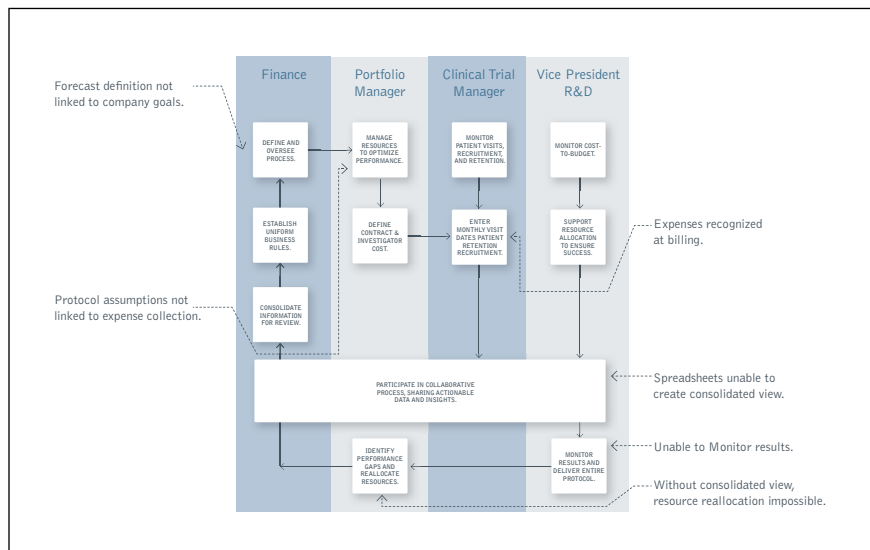 Finance
Portfolio
Manager
Clinical Trial
Manager
Vice President
R&D
Forecast definition not
linked to company goals.
DEFINE AND
OVERSEE
PROCESS.
MANAGE
RESOURCES
TO OPTIMIZE
PERFORMANCE.
MONITOR
PATIENT VISITS,
RECRUITMENT,
AND RETENTION.
MONITOR COST-
TO-BUDGET.
ESTABLISH
UNIFORM
BUSINESS
RULES.
DEFINE
CONTRACT &
INVESTIGATOR
COST.
ENTER
MONTHLY VISIT
DATES PATIENT
RETENTION
RECRUITMENT.
SUPPORT
RESOURCE
ALLOCATION
TO ENSURE
SUCCESS.
Expenses recognized
at billing.
Protocol assumptions not
linked to expense collection.
CONSOLIDATE
INFORMATION
FOR REVIEW.
PARTICIPATE IN COLLABORATIVE
PROCESS, SHARING ACTIONABLE
DATA AND INSIGHTS.
Spreadsheets unable to
create consolidated view.
IDENTIFY
PERFORMANCE
GAPS AND
REALLOCATE
RESOURCES.
MONITOR
RESULTS AND
DELIVER ENTIRE
PROTOCOL.
Unable to Monitor results.
Without consolidated view,
resource reallocation impossible.